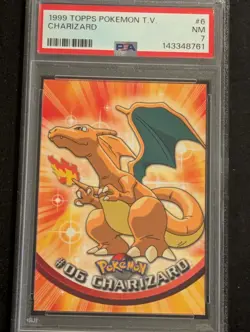 1999 TOPPS POKEMON T.V. #6
CHARIZARD NM
PSA 7
143348761
Pokémon
#06 CHARIZARD